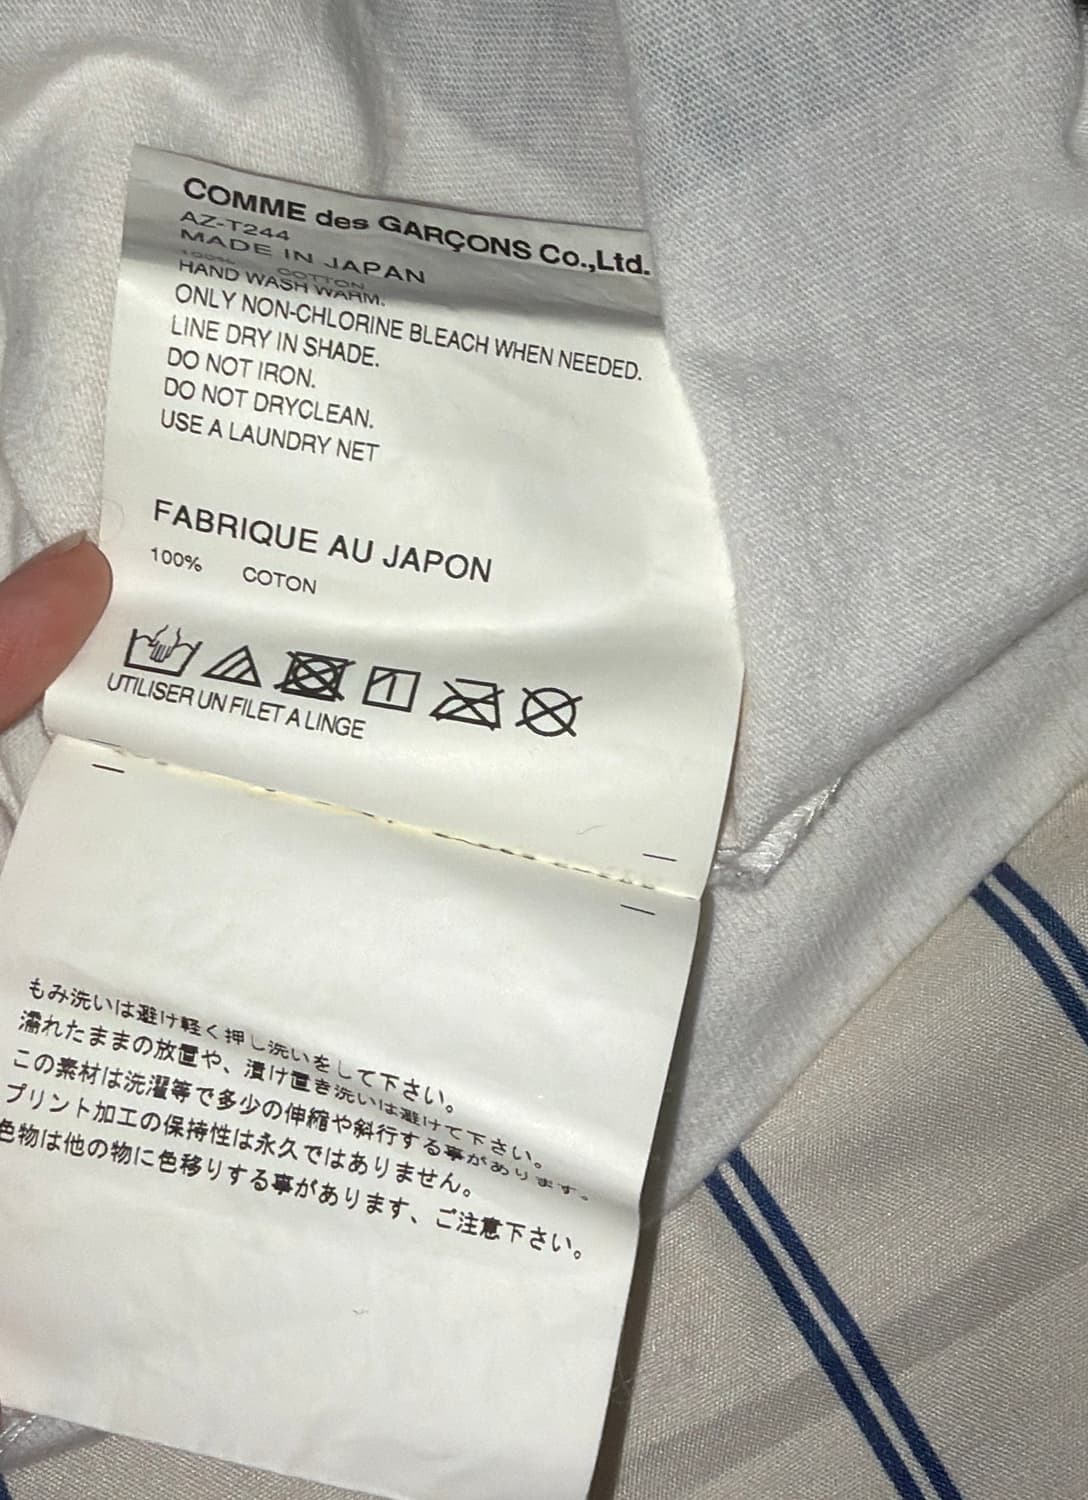 COMME des GARÇONS Co.,Ltd.
AZ-T244
MADE IN JAPAN
100% COTTON
HAND WASH WARM.
ONLY NON-CHLORINE BLEACH WHEN NEEDED.
LINE DRY IN SHADE.
DO NOT IRON.
DO NOT DRYCLEAN.
USE A LAUNDRY NET
FABRIQUE AU JAPON
100% COTON
UTILISER UN FILET A LINGE
もみ洗いは避け軽く押し洗いをして下さい。
濡れたままの放置や、漬け置き洗いは避けて下さい。
この素材は洗濯等で多少の伸縮や斜行する事があります。
プリント加工の保持性は永久ではありません。
色物は他の物に色移りする事があります、ご注意下さい。